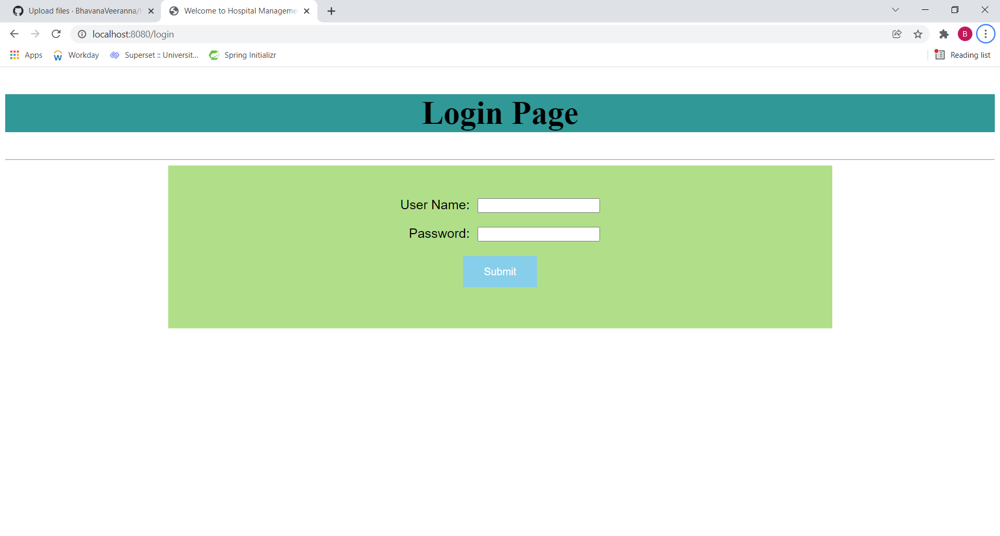 Upload files · BhavanaVeeranna/
Welcome to Hospital Manageme
localhost:8080/login
B
Apps
Workday
Superset :: Universit...
Spring Initializr
Reading list
Login Page
User Name:
Password:
Submit